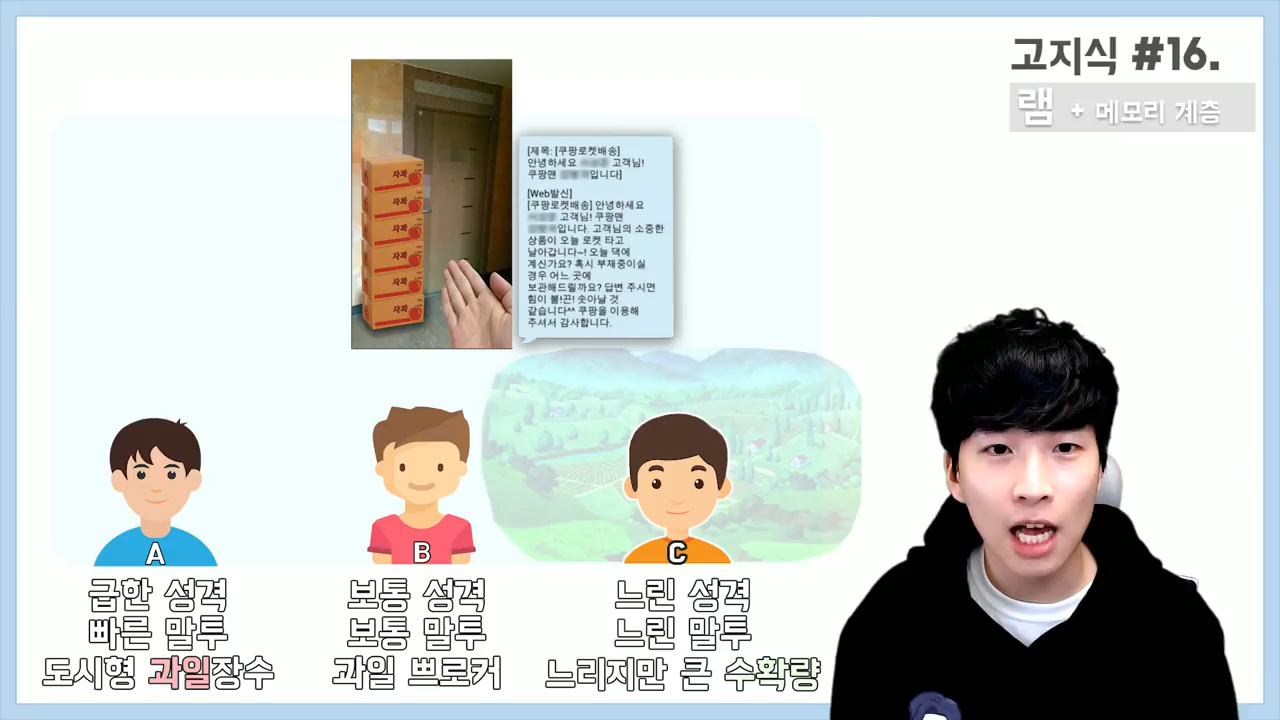 고지식 #16.
램 + 메모리 계층
사과
사과
사과
사과
사과
사과
[제목: [쿠팡로켓배송]
안녕하세요 고객님!
쿠팡맨 입니다]
[Web발신]
[쿠팡로켓배송] 안녕하세요
고객님! 쿠팡맨
입니다. 고객님의 소중한
상품이 오늘 로켓 타고
날아갑니다~! 오늘 댁에
계신가요? 혹시 부재중이실
경우 어느 곳에
보관해드릴까요? 답변 주시면
힘이 불!끈! 솟아날 것
같습니다^^ 쿠팡을 이용해
주셔서 감사합니다.
A
B
C
급한 성격
빠른 말투
도시형 과일장수
보통 성격
보통 말투
과일 쁘로커
느린 성격
느린 말투
느리지만 큰 수확량